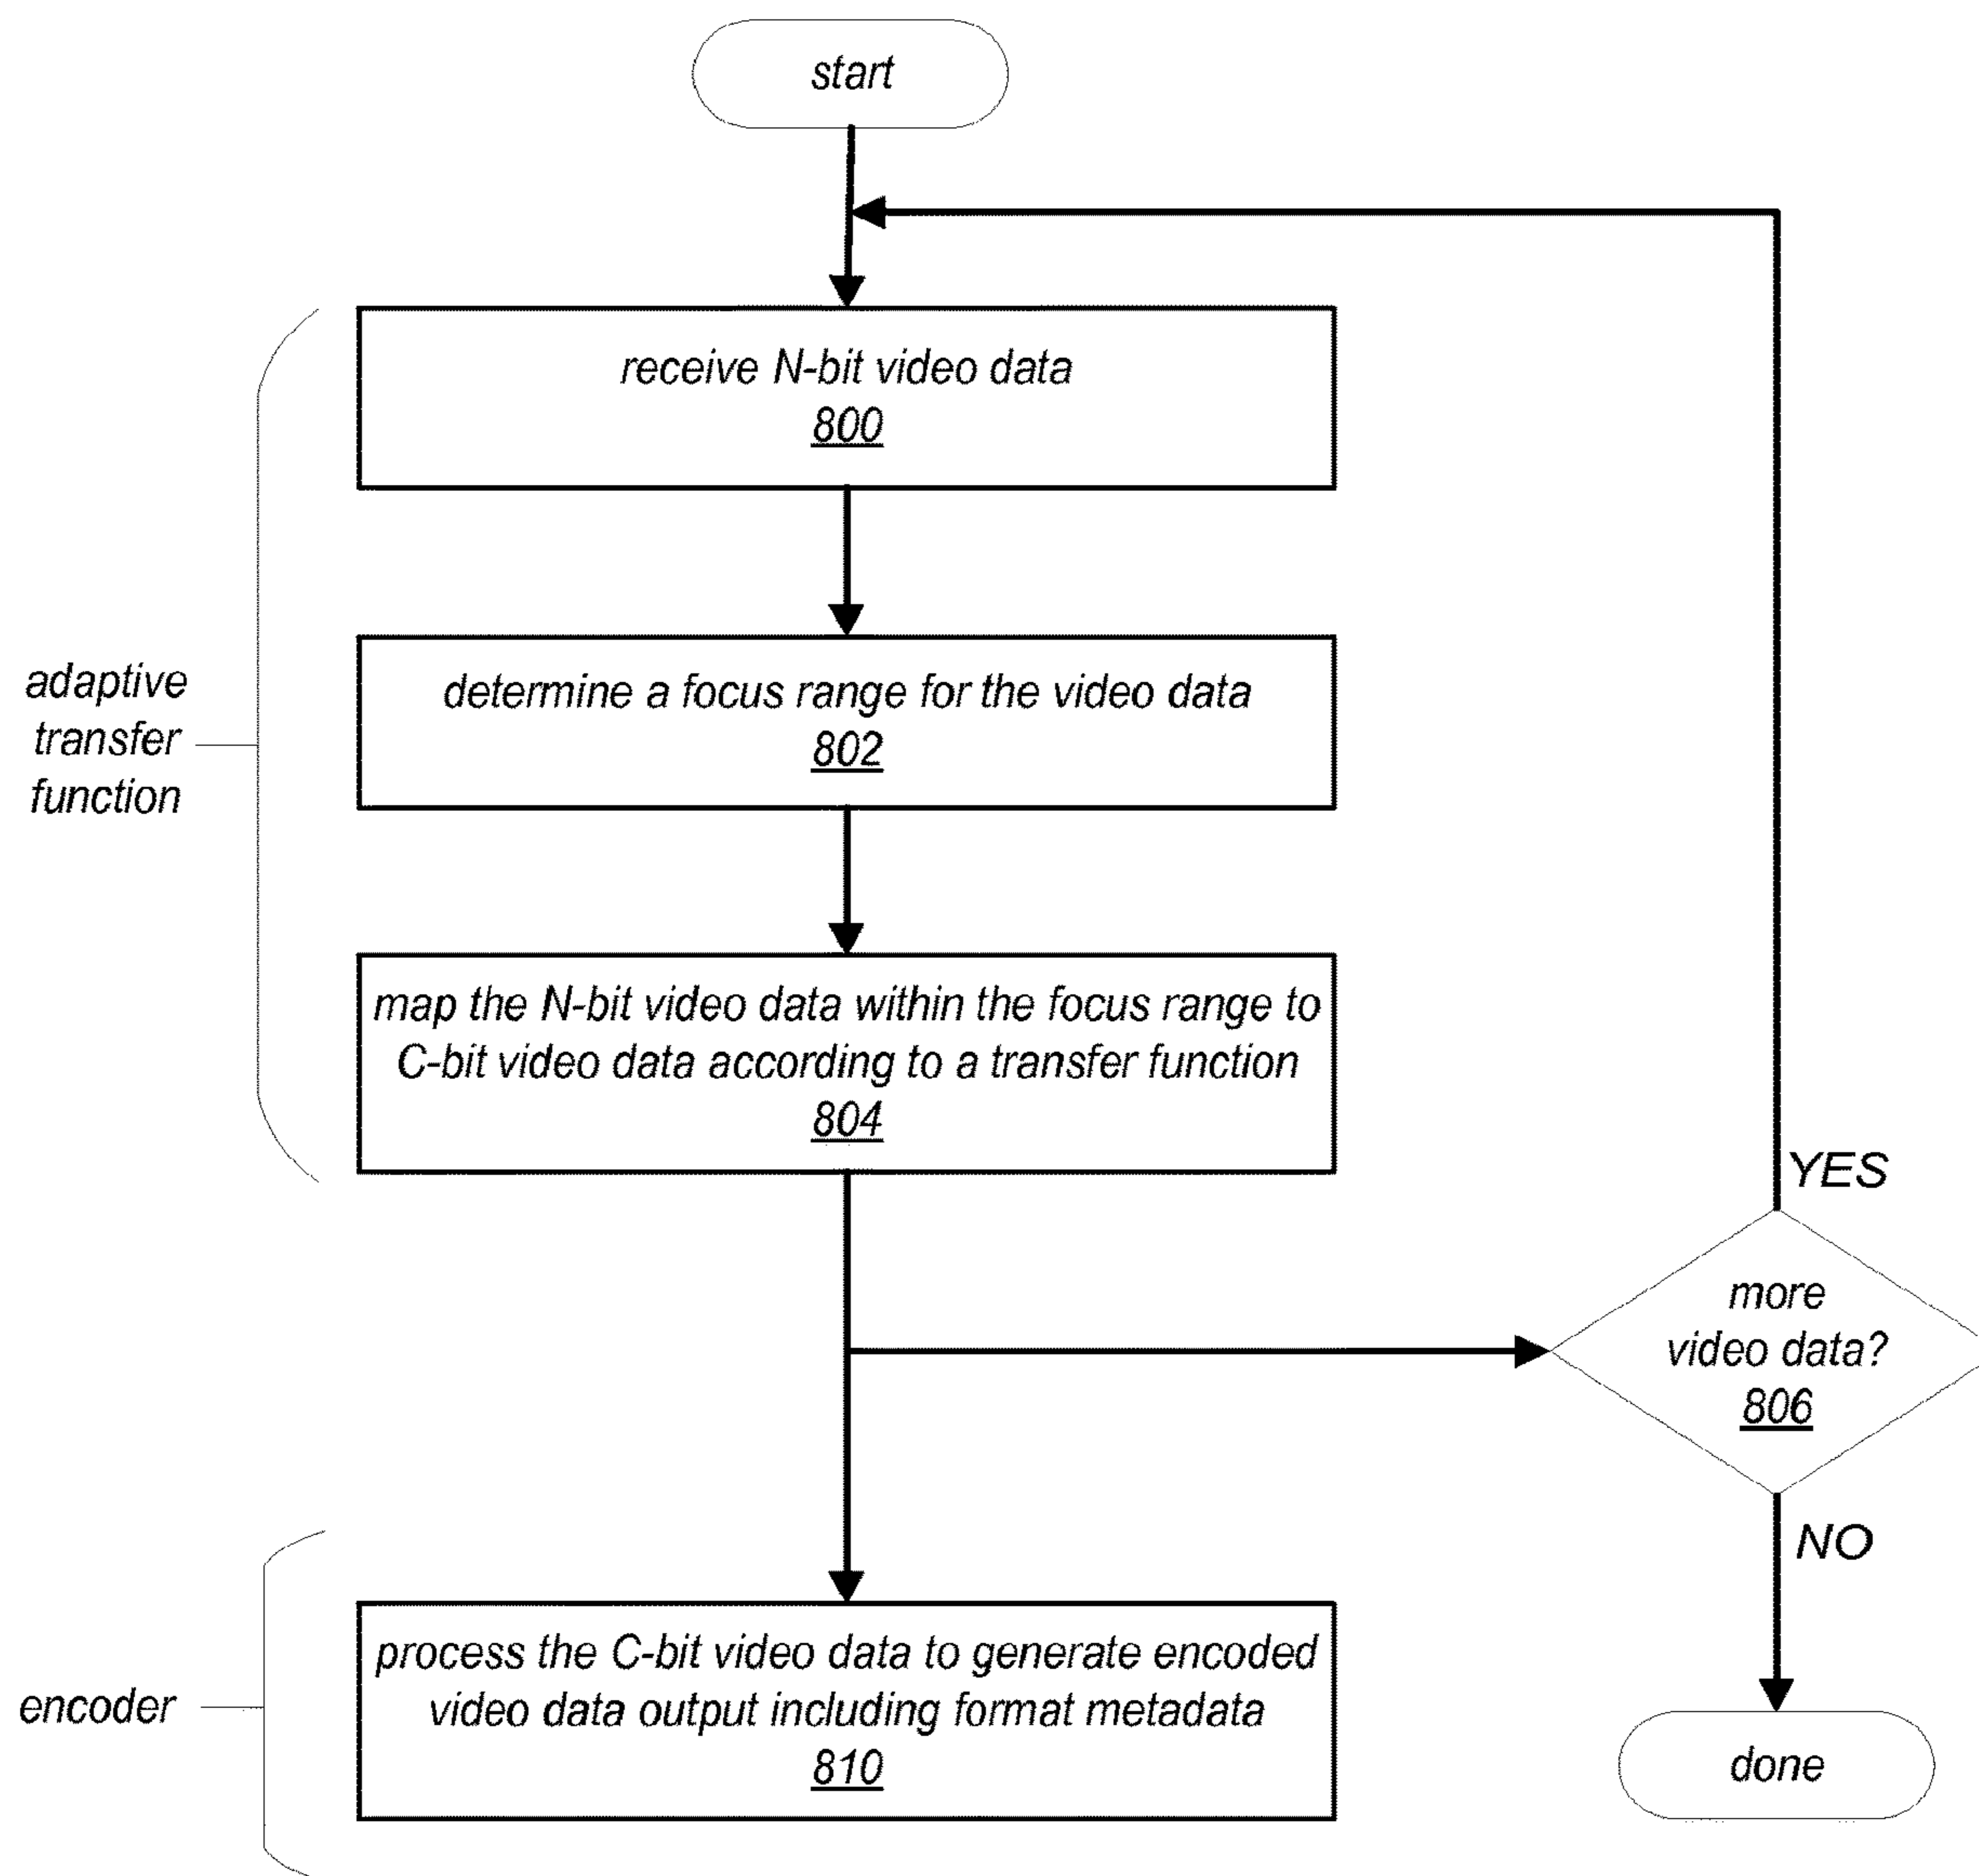 start
receive N-bit video data
800
adaptive
transfer
function
determine a focus range for the video data
802
map the N-bit video data within the focus range to
C-bit video data according to a transfer function
804
YES
more
video data?
806
NO
encoder
process the C-bit video data to generate encoded
video data output including format metadata
810
done